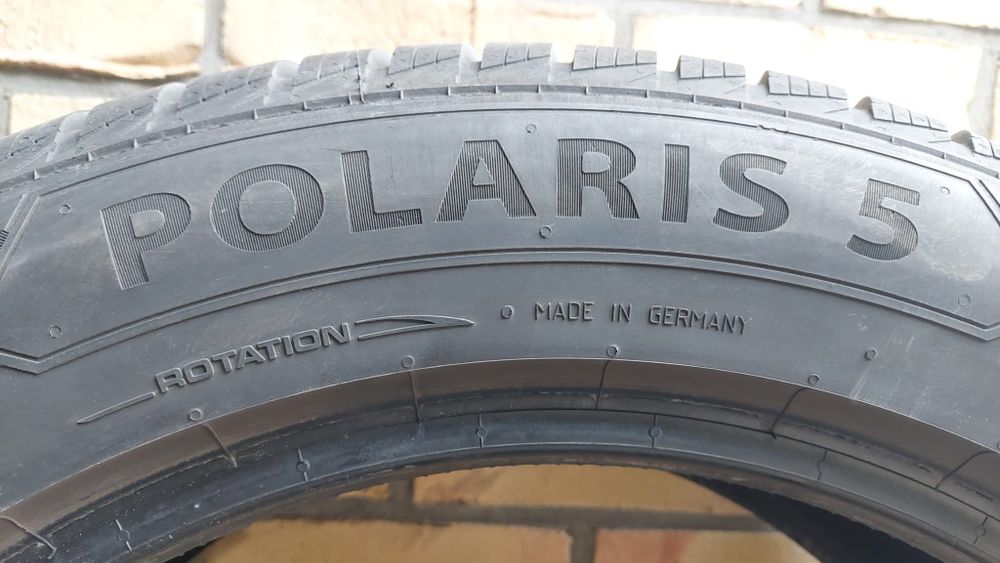 POLARIS 5
ROTATION
MADE IN GERMANY